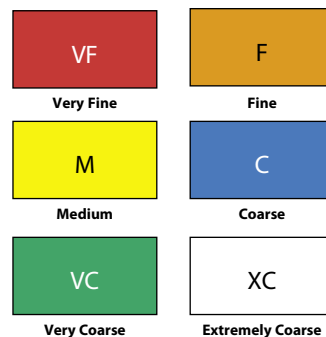 VF
F
Very Fine
Fine
M
C
Medium
Coarse
VC
XC
Very Coarse
Extremely Coarse